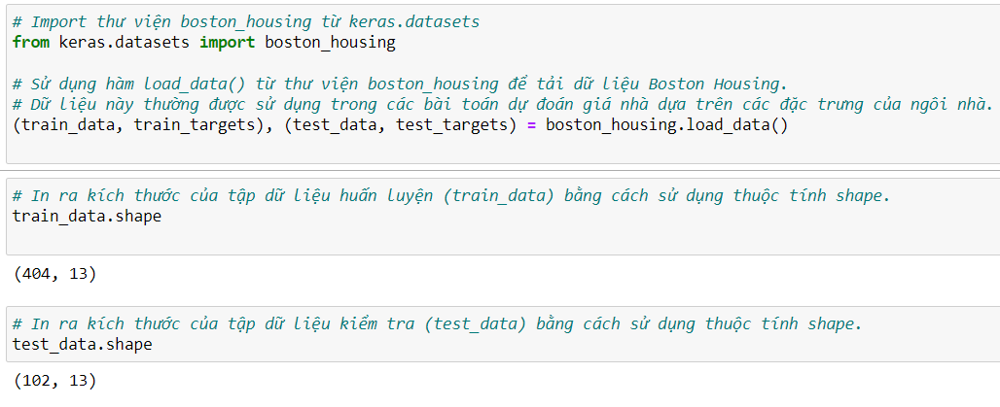 # Import thư viện boston_housing từ keras.datasets
from keras.datasets import boston_housing
# Sử dụng hàm load_data() từ thư viện boston_housing để tải dữ liệu Boston Housing.
# Dữ liệu này thường được sử dụng trong các bài toán dự đoán giá nhà dựa trên các đặc trưng của ngôi nhà.
(train_data, train_targets), (test_data, test_targets) = boston_housing.load_data()
# In ra kích thước của tập dữ liệu huấn luyện (train_data) bằng cách sử dụng thuộc tính shape.
train_data.shape
(404, 13)
# In ra kích thước của tập dữ liệu kiểm tra (test_data) bằng cách sử dụng thuộc tính shape.
test_data.shape
(102, 13)